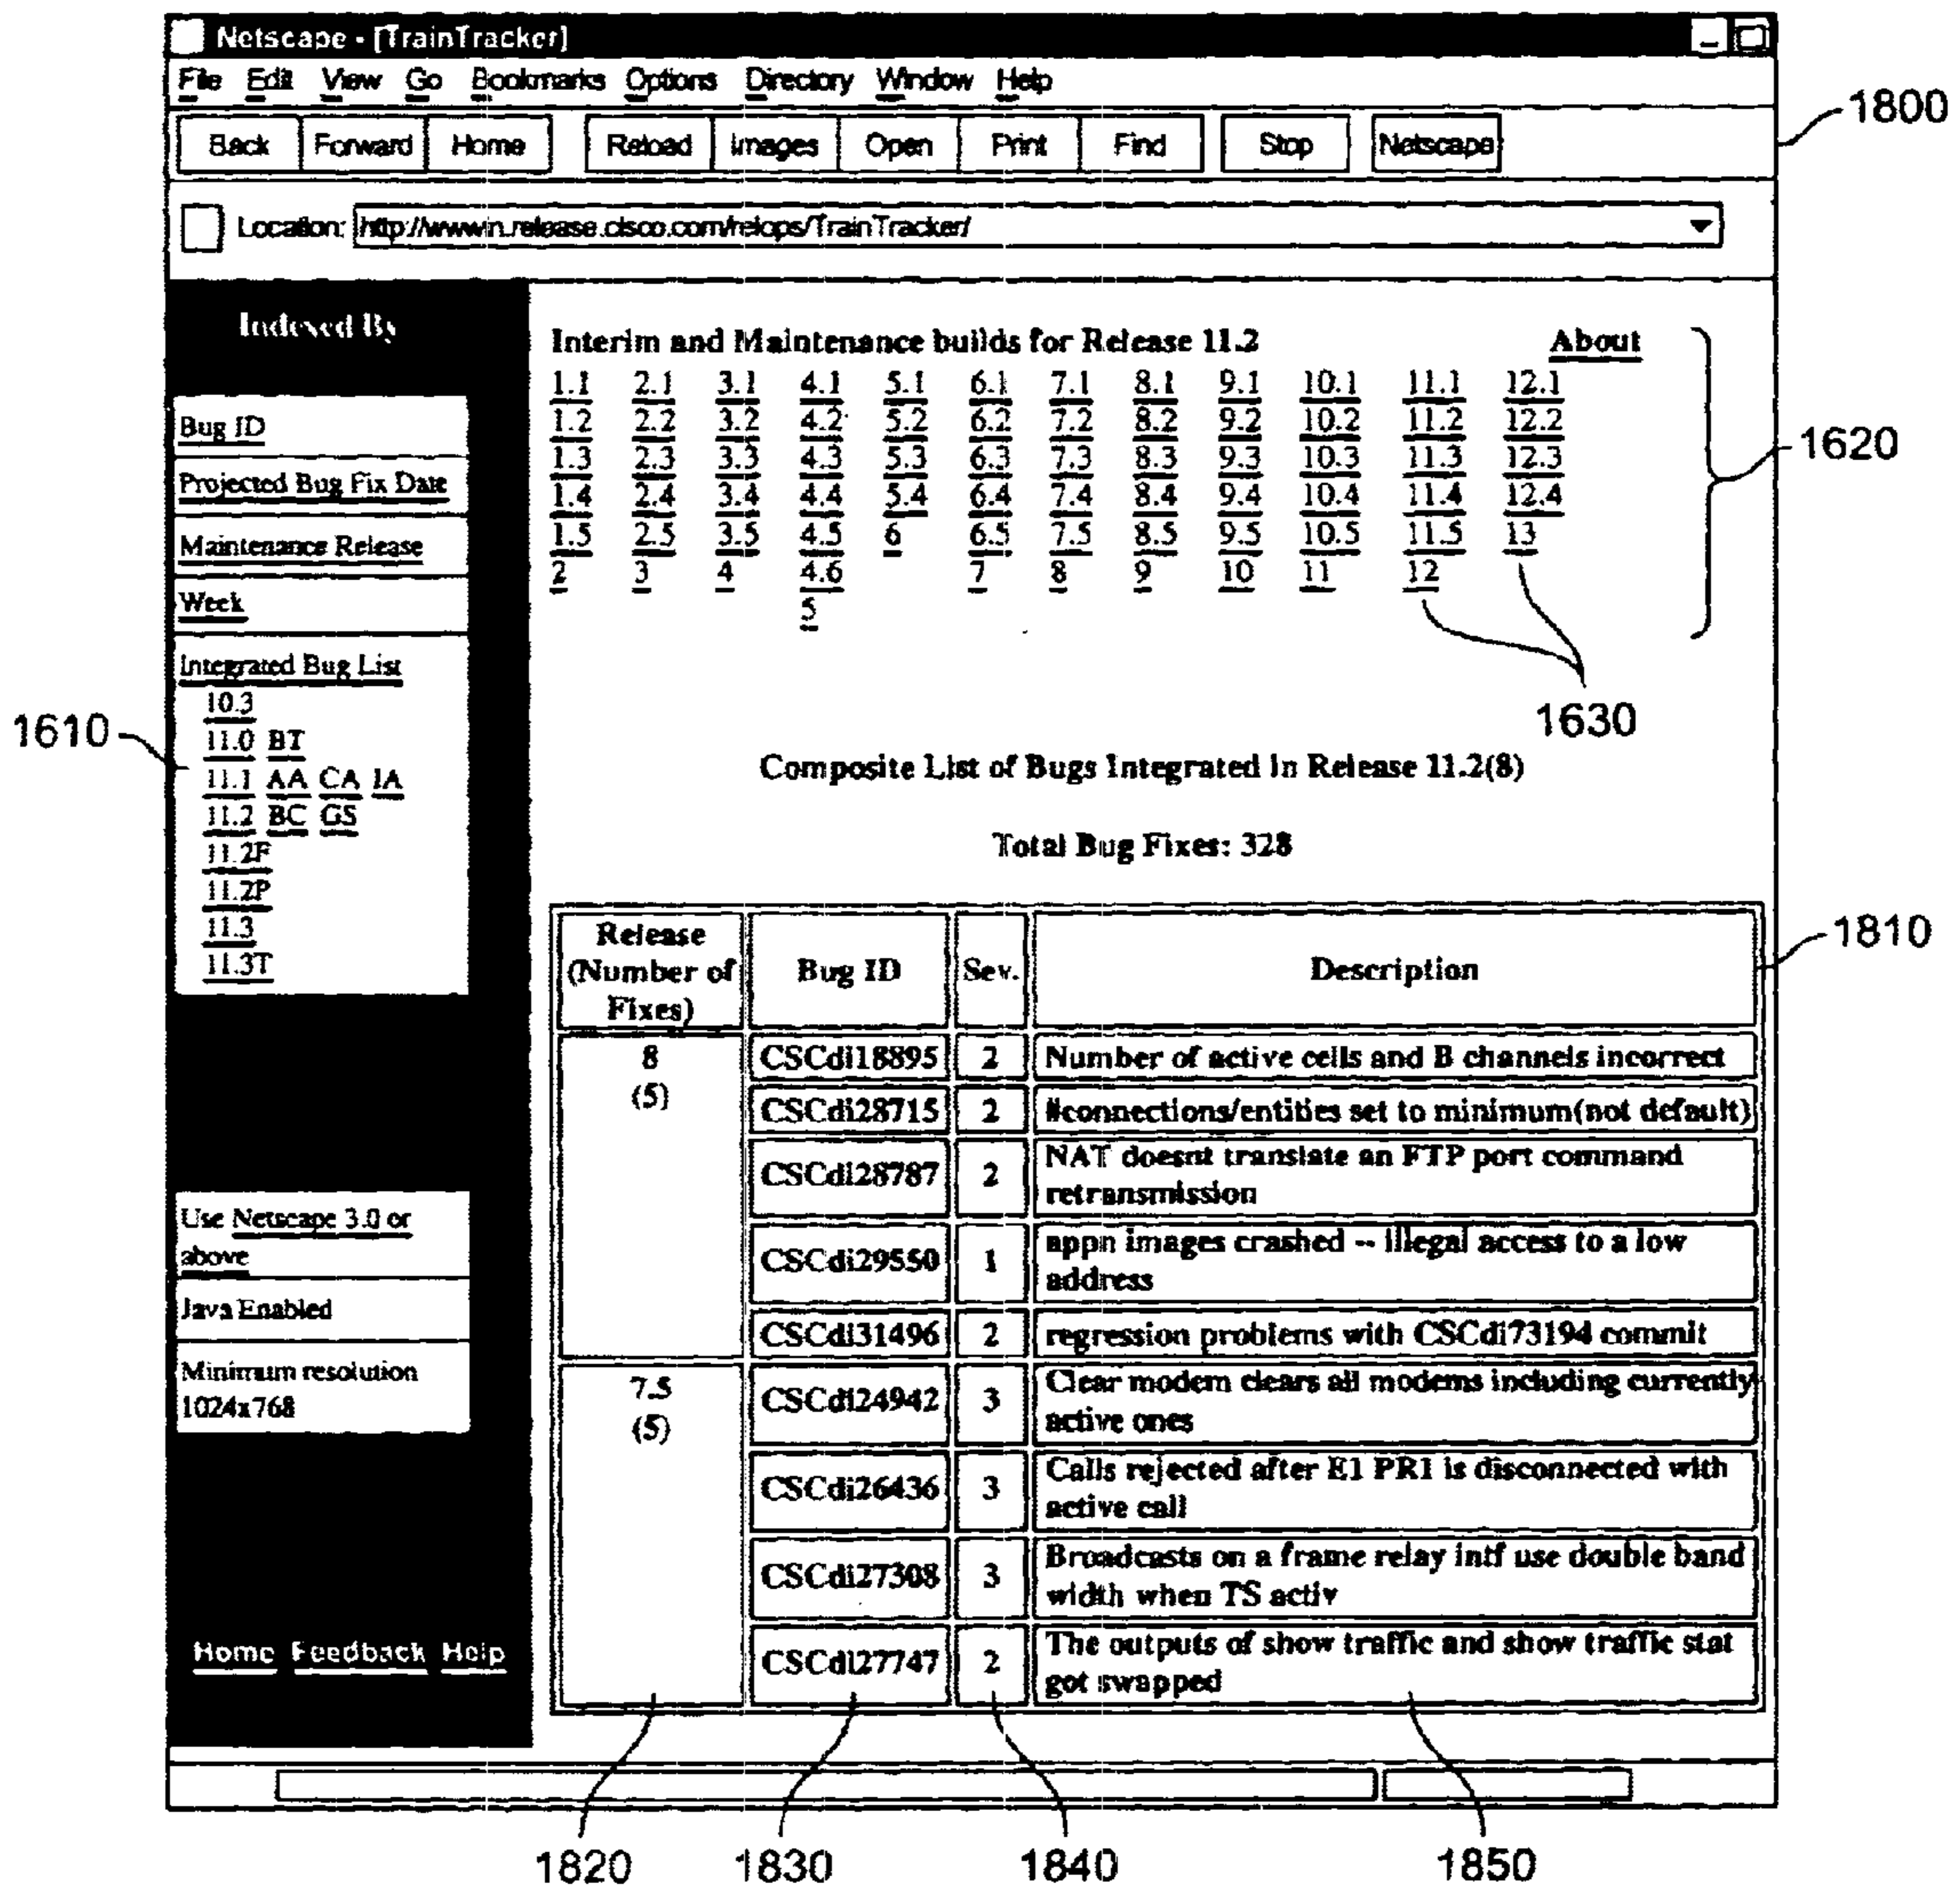 Netscape - [TrainTracker]
File Edit View Go Bookmarks Options Directory Window Help
Back Forward Home Reload Images Open Print Find Stop Netscape
1800
Location: http://wwwin.release.cisco.com/relops/TrainTracker/
Indexed By
Bug ID
Projected Bug Fix Date
Maintenance Release
Week
Integrated Bug List
10.3
11.0 BT
11.1 AA CA IA
11.2 BC GS
11.2F
11.2P
11.3
11.3T
1610
Use Netscape 3.0 or
above
Java Enabled
Minimum resolution
1024x768
Home Feedback Help
Interim and Maintenance builds for Release 11.2 About
1.1 2.1 3.1 4.1 5.1 6.1 7.1 8.1 9.1 10.1 11.1 12.1
1.2 2.2 3.2 4.2 5.2 6.2 7.2 8.2 9.2 10.2 11.2 12.2
1.3 2.3 3.3 4.3 5.3 6.3 7.3 8.3 9.3 10.3 11.3 12.3
1.4 2.4 3.4 4.4 5.4 6.4 7.4 8.4 9.4 10.4 11.4 12.4
1.5 2.5 3.5 4.5 6 6.5 7.5 8.5 9.5 10.5 11.5 13
2 3 4 4.6 7 8 9 10 11 12
5
1620
1630
Composite List of Bugs Integrated in Release 11.2(8)
Total Bug Fixes: 328
Release
(Number of
Fixes)
Bug ID
Sev.
Description
1810
8
(5)
CSCdi18895 2 Number of active cells and B channels incorrect
CSCdi28715 2 #connections/entities set to minimum(not default)
CSCdi28787 2 NAT doesnt translate an FTP port command
retransmission
CSCdi29550 1 appn images crashed -- illegal access to a low
address
CSCdi31496 2 regression problems with CSCdi73194 commit
7.5
(5)
CSCdi24942 3 Clear modem clears all modems including currently
active ones
CSCdi26436 3 Calls rejected after E1 PR1 is disconnected with
active call
CSCdi27308 3 Broadcasts on a frame relay intf use double band
width when TS activ
CSCdi27747 2 The outputs of show traffic and show traffic stat
got swapped
1820 1830 1840 1850